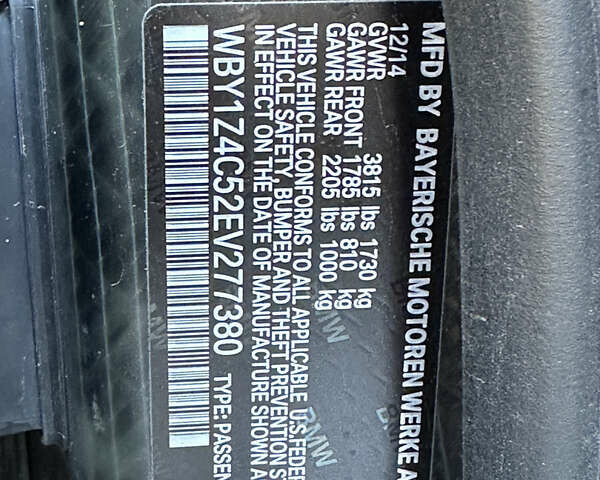 MFD BY BAYERISCHE MOTOREN WERKE A
12/14
GVWR 3815 lbs 1730 kg
GAWR FRONT 1785 lbs 810 kg
GAWR REAR 2205 lbs 1000 kg
THIS VEHICLE CONFORMS TO ALL APPLICABLE U.S FEDER
VEHICLE SAFETY, BUMPER AND THEFT PREVENTION S
IN EFFECT ON THE DATE OF MANUFACTURE SHOWN A
WBY1Z4C52EV277380 TYPE: PASSEN
BMW
BMW